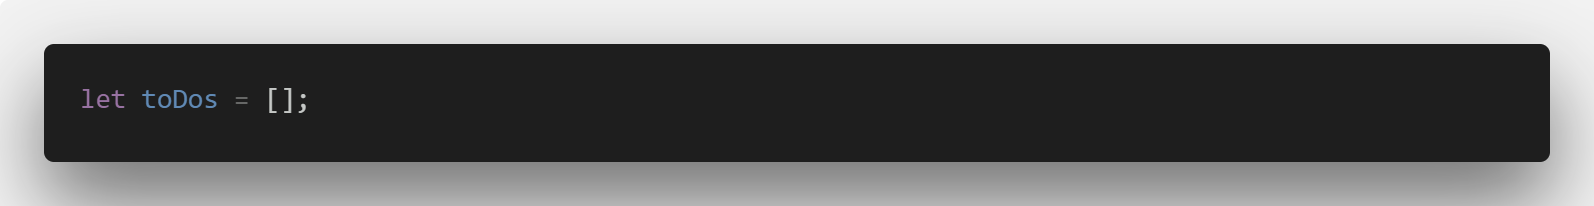 let toDos = [];